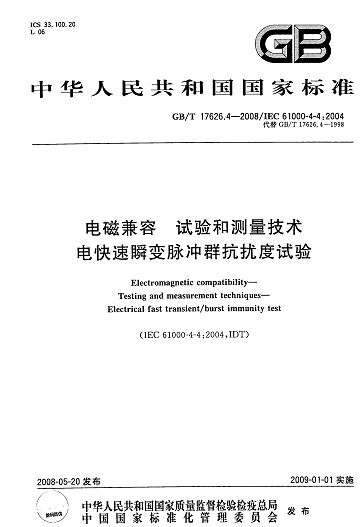 ICS 33.100.20
L 06
GB
中华人民共和国国家标准
GB/T 17626.4—2008/IEC 61000-4-4:2004
代替 GB/T 17626.4—1998
电磁兼容 试验和测量技术
电快速瞬变脉冲群抗扰度试验
Electromagnetic compatibility—
Testing and measurement techniques—
Electrical fast transient/burst immunity test
(IEC 61000-4-4:2004,IDT)
2008-05-20 发布
2009-01-01 实施
中华人民共和国国家质量监督检验检疫总局
中国国家标准化管理委员会
发布